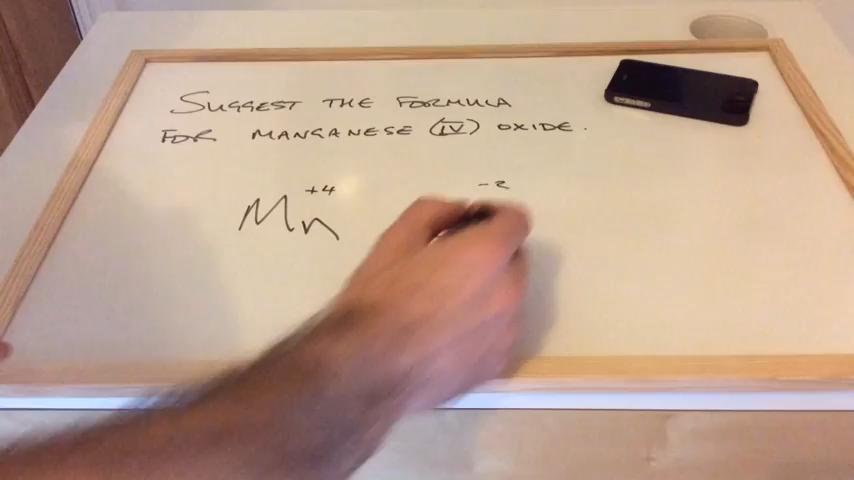 SUGGEST THE FORMULA
FOR MANGANESE (IV) OXIDE.
Mn+4 -2